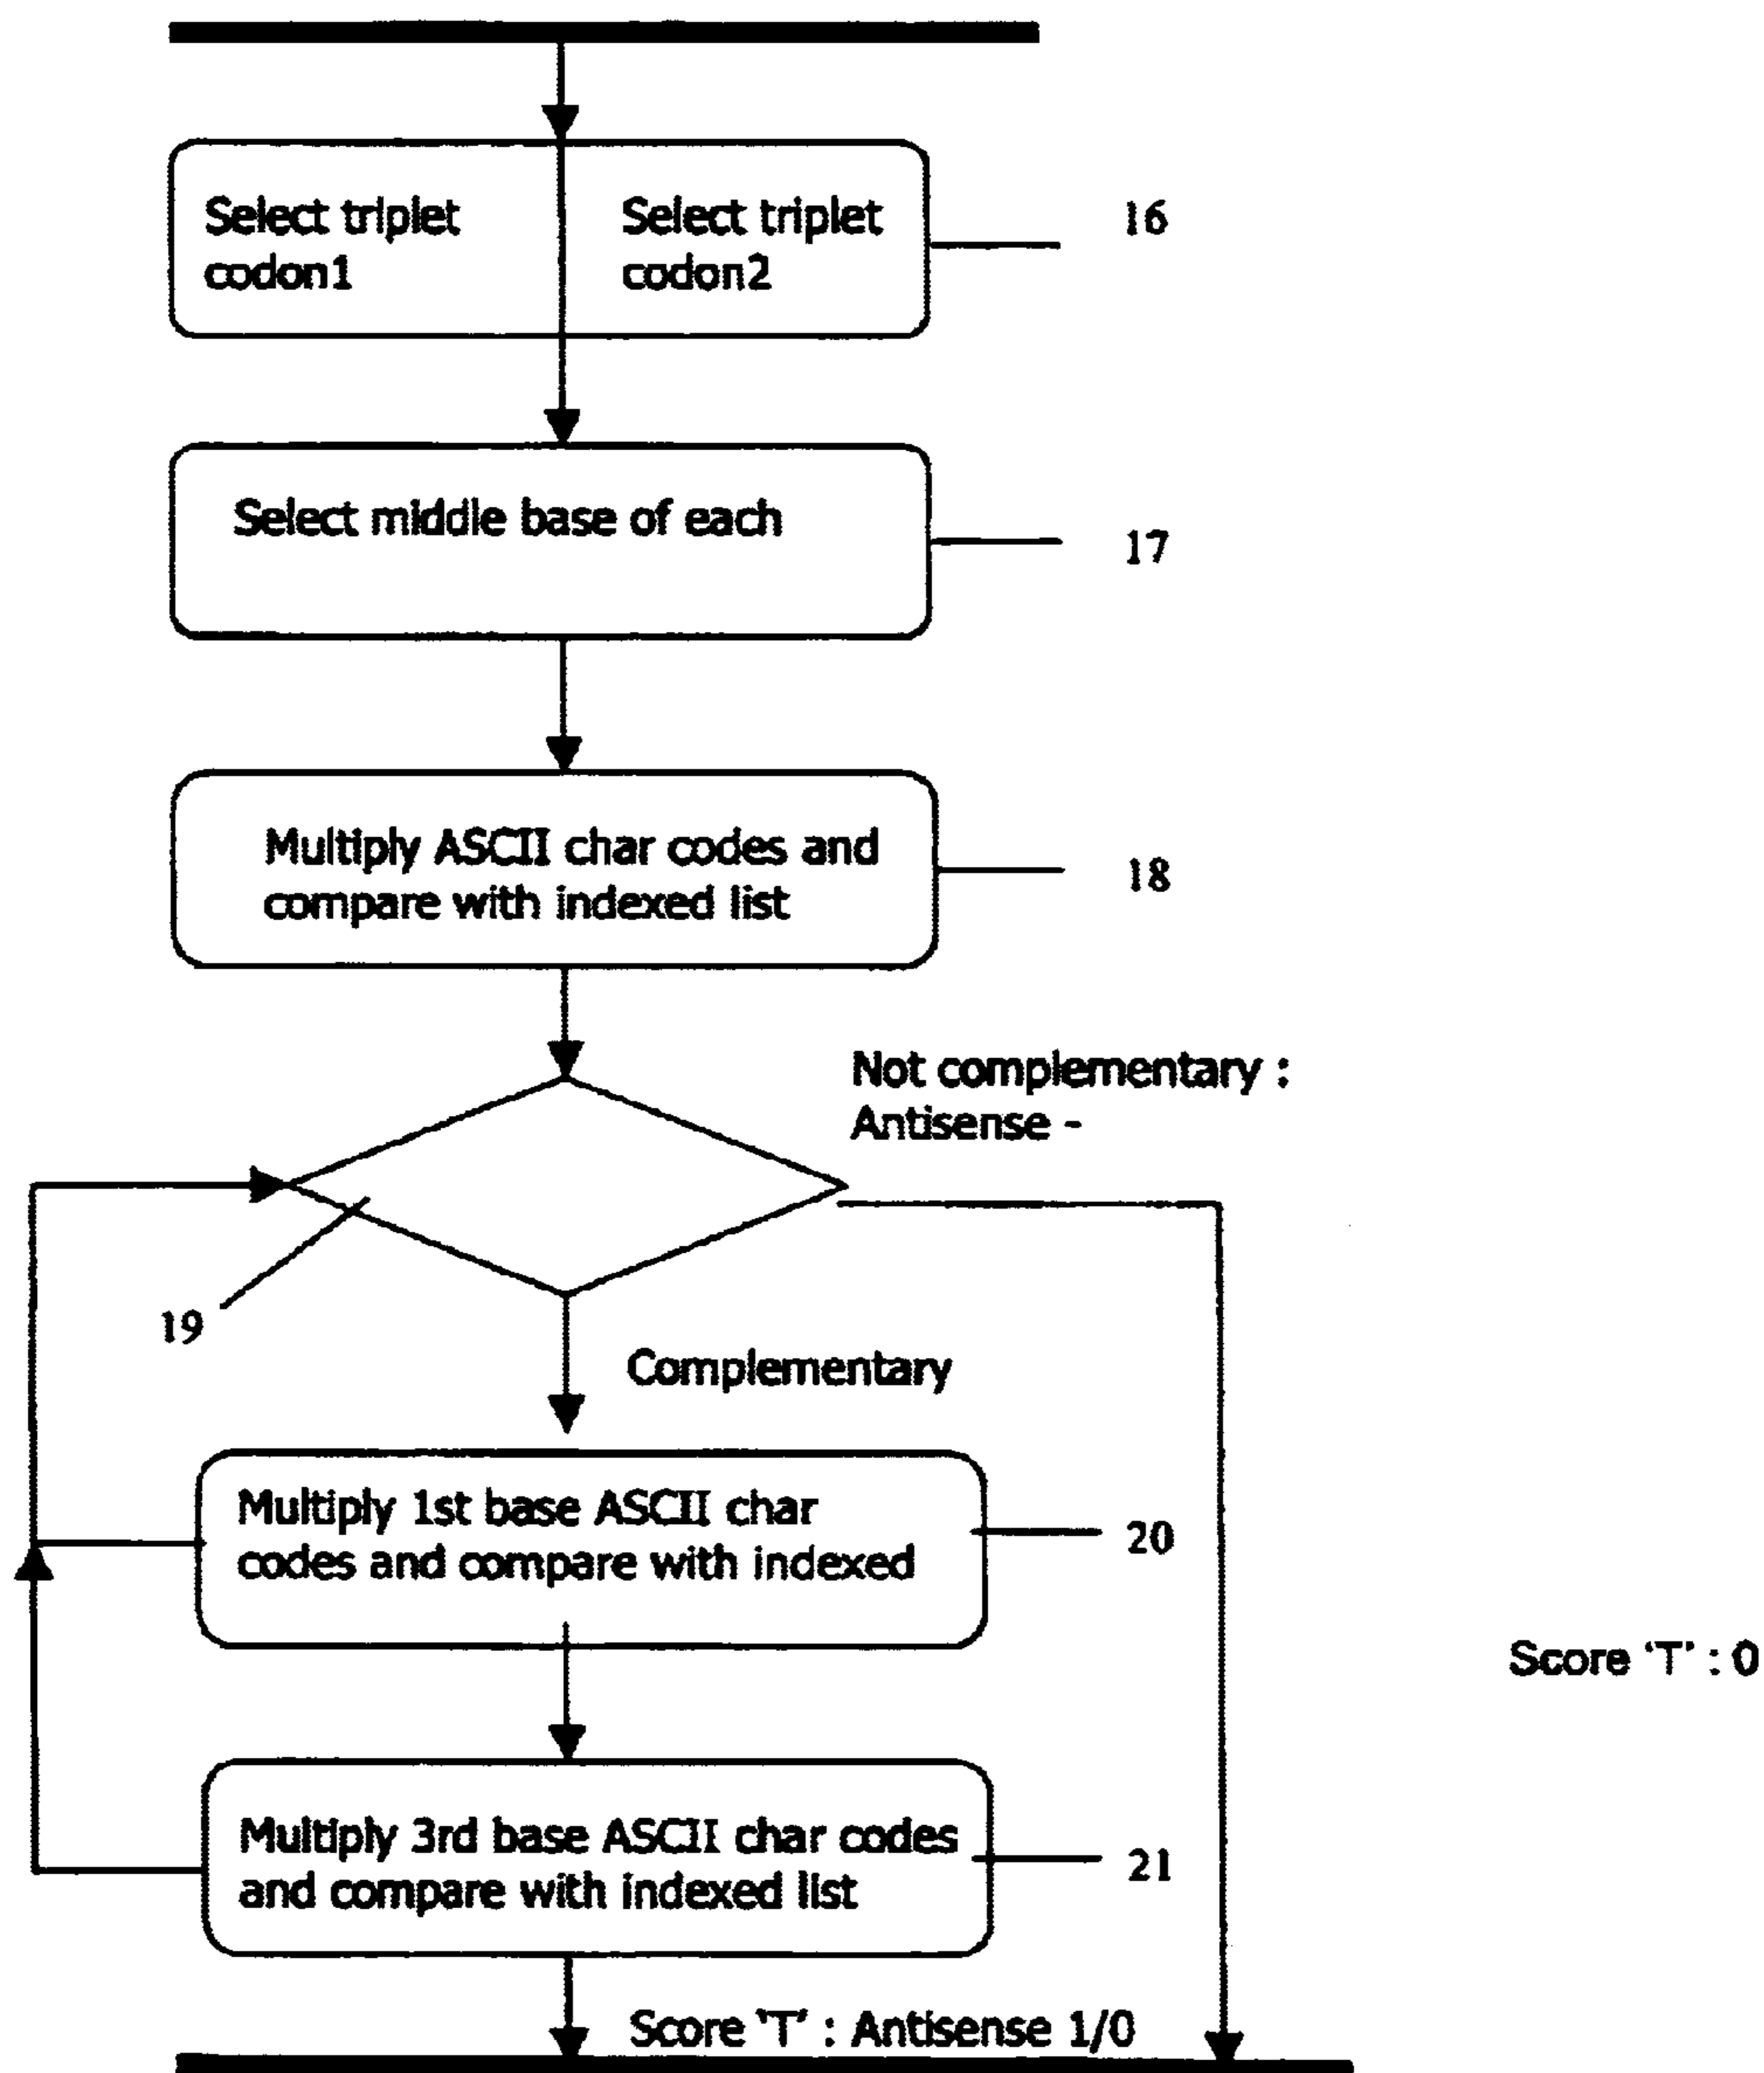 Select triplet
codon1
Select triplet
codon2
16
Select middle base of each
17
Multiply ASCII char codes and
compare with indexed list
18
Not complementary :
Antisense -
19
Complementary
Multiply 1st base ASCII char
codes and compare with indexed
20
Score ‘T’ : 0
Multiply 3rd base ASCII char codes
and compare with indexed list
21
Score ‘T’ : Antisense 1/0